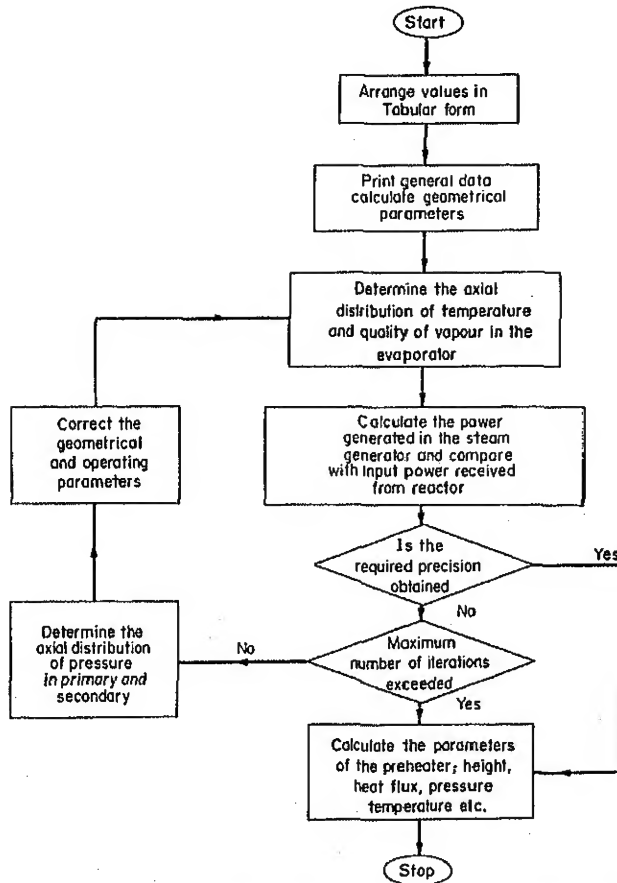 Start
Arrange values in
Tabular form
Print general data
calculate geometrical
parameters
Determine the axial
distribution of temperature
and quality of vapour in the
evaporator
Correct the
geometrical
and operating
parameters
Calculate the power
generated in the steam
generator and compare
with input power received
from reactor
Is the
required precision
obtained
Yes
No
Maximum
number of iterations
exceeded
No
Determine the
axial distribution
of pressure
in primary and
secondary
Yes
Calculate the parameters
of the preheater; height,
heat flux, pressure
temperature etc.
Stop